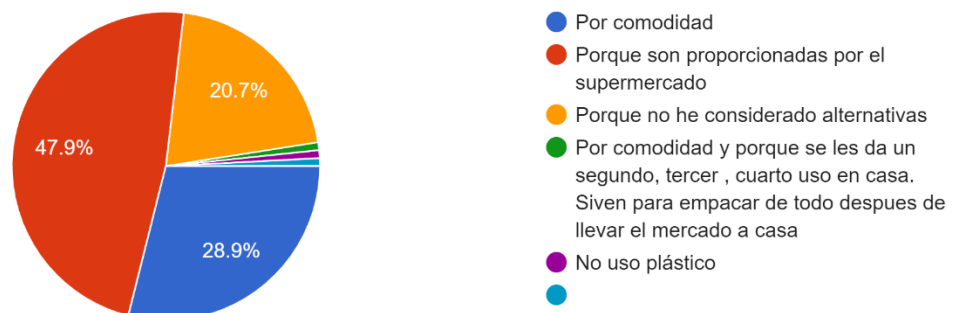 47.9%
20.7%
28.9%
Por comodidad
Porque son proporcionadas por el
supermercado
Porque no he considerado alternativas
Por comodidad y porque se les da un
segundo, tercer , cuarto uso en casa.
Siven para empacar de todo despues de
llevar el mercado a casa
No uso plástico